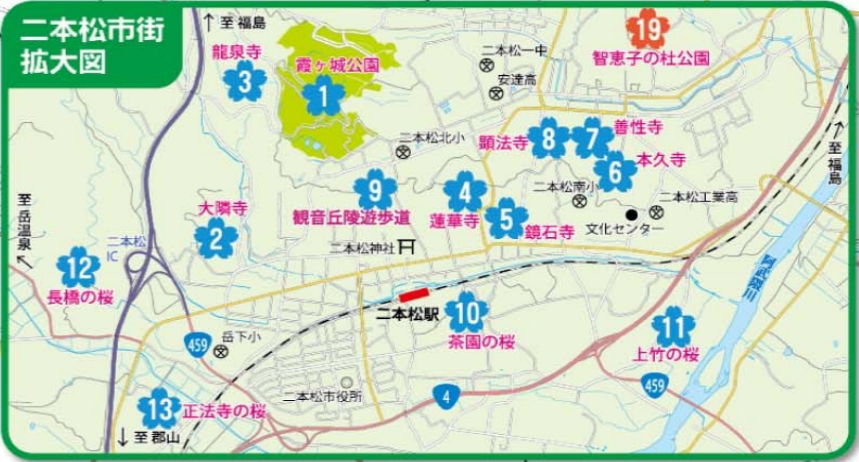 二本松市街
拡大図
↑至福島
龍泉寺
3
霞ヶ城公園
1
二本松一中
安達高
19
智恵子の杜公園
二本松北小
顕法寺
8
7
善性寺
6
本久寺
↑至福島
至岳温泉↖
大隣寺
2
9
観音丘陵遊歩道
4
蓮華寺
5
鏡石寺
二本松南小
二本松工業高
文化センター
二本松IC
12
長橋の桜
二本松神社
阿武隈川
二本松駅
10
茶園の桜
11
上竹の桜
459
岳下小
459
4
二本松市役所
13
正法寺の桜
↓至郡山